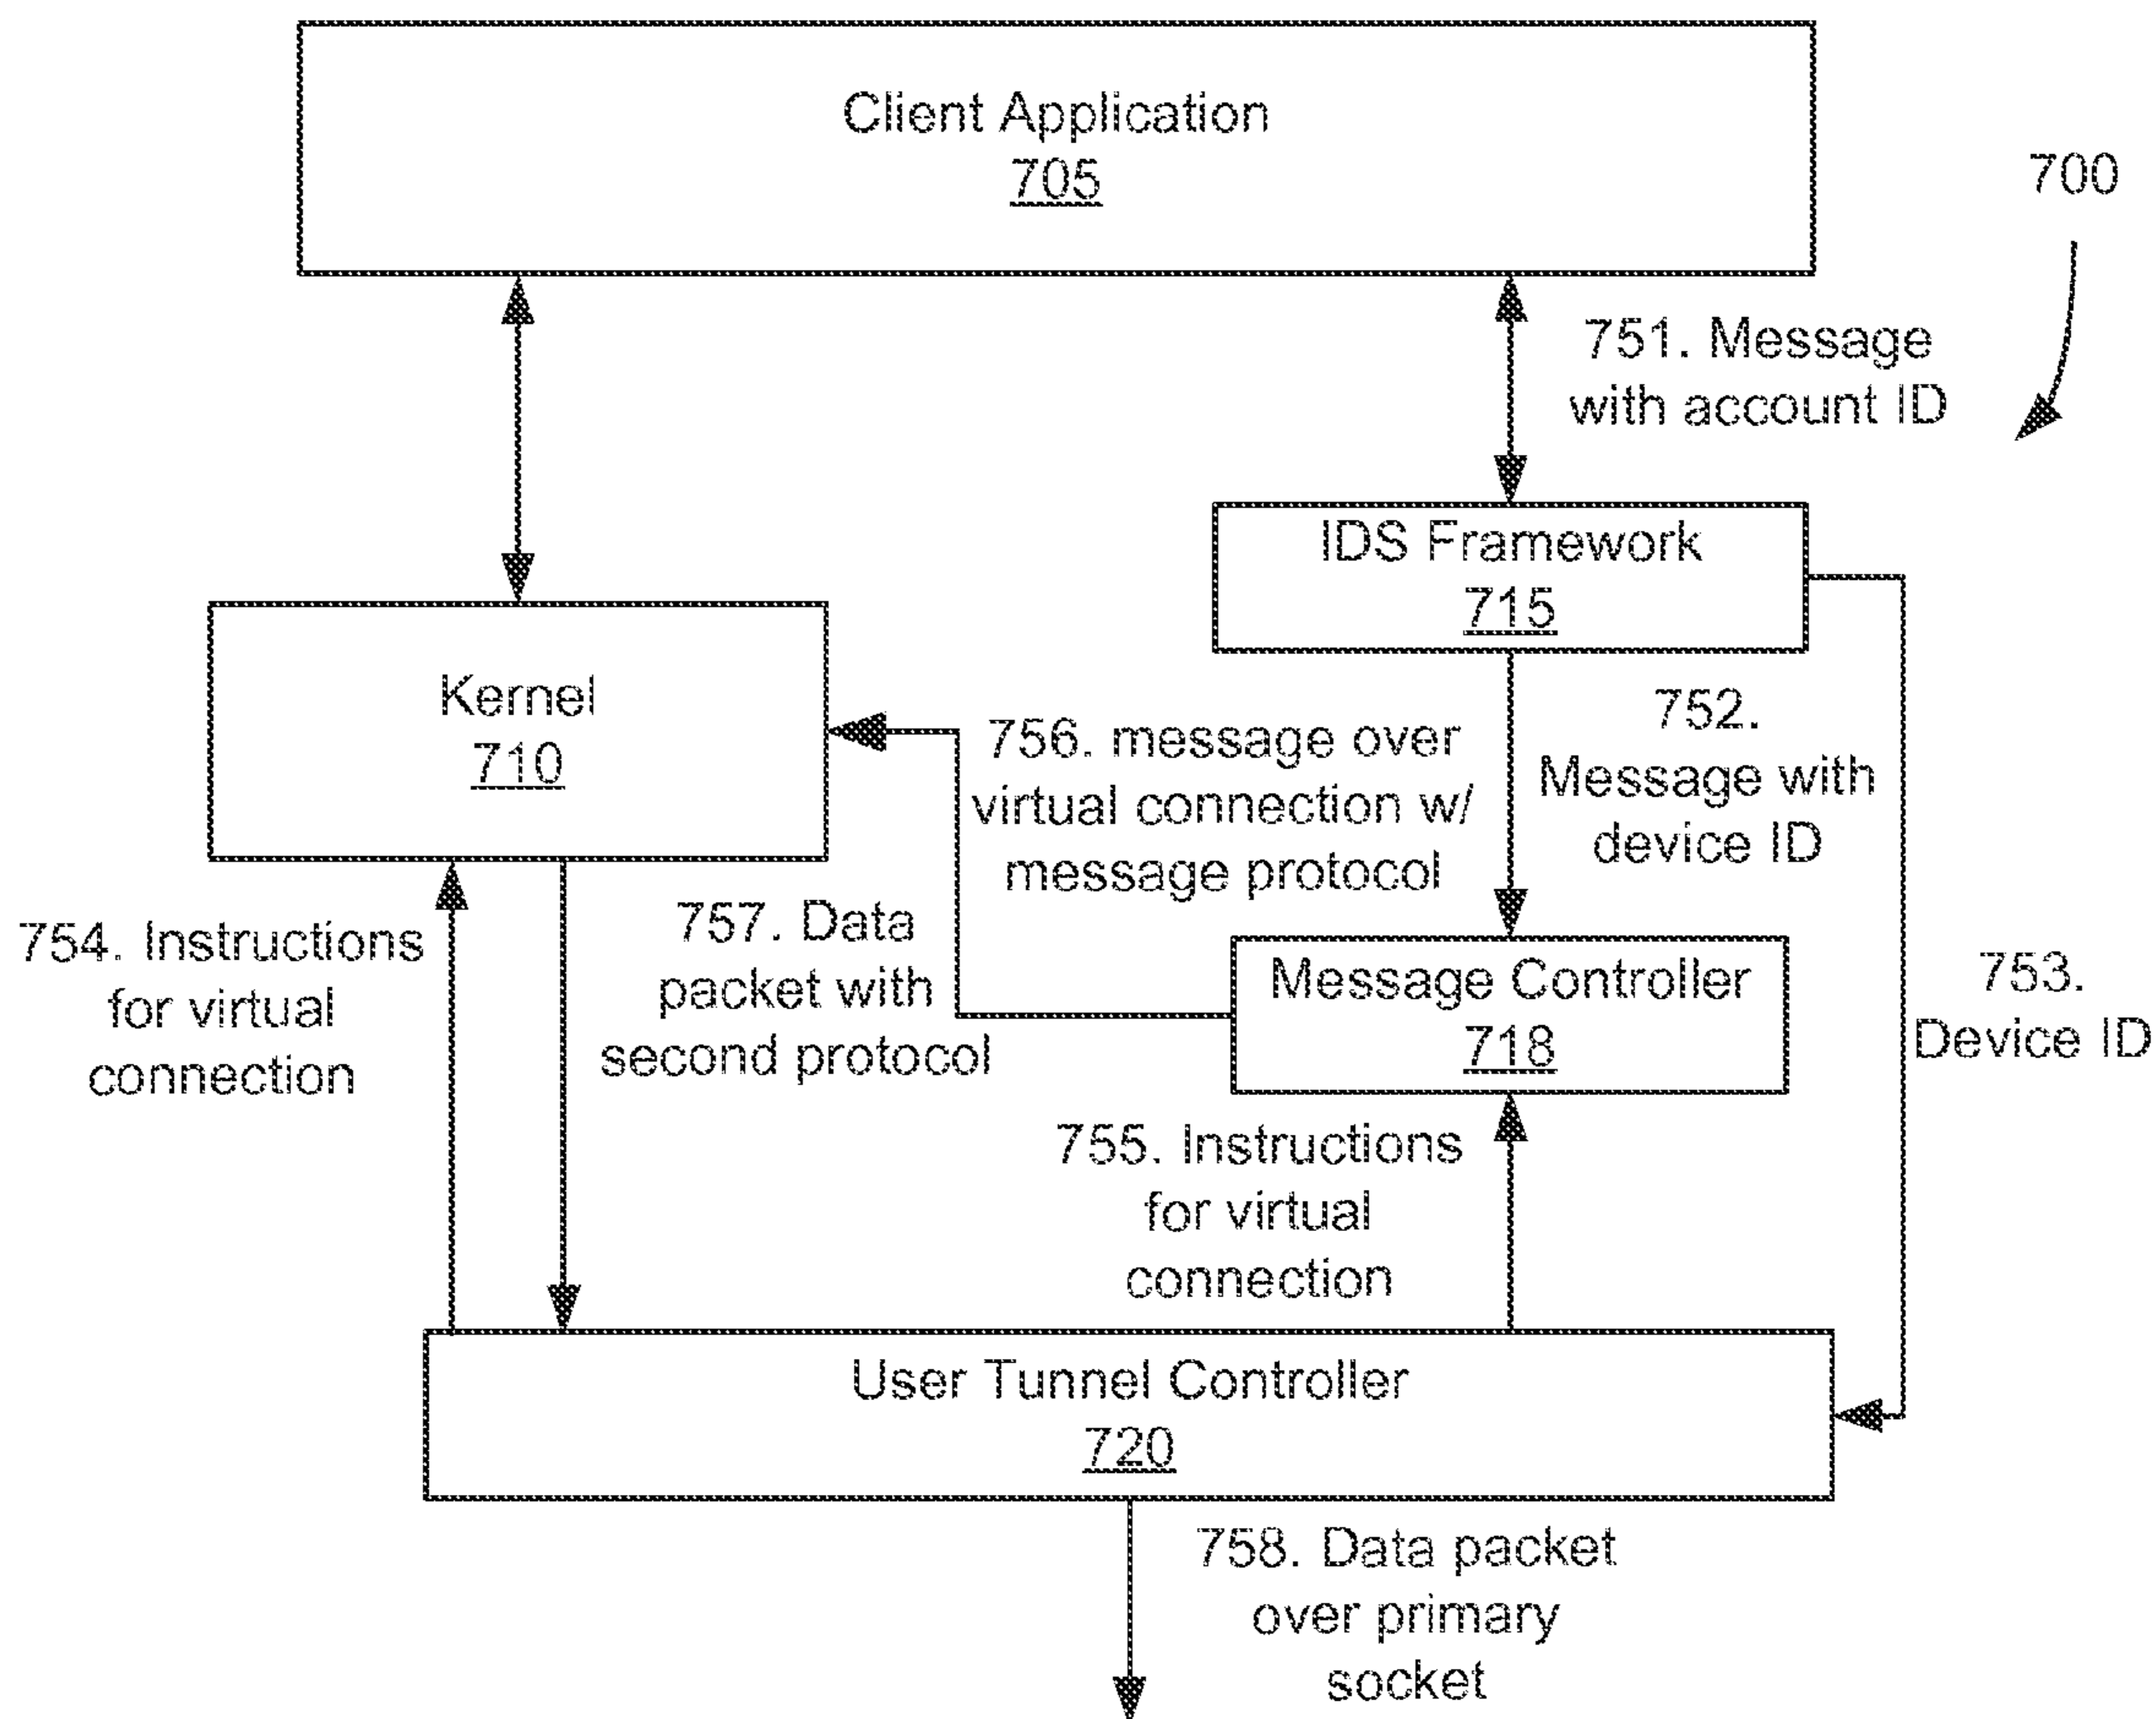 Client Application
705
700
751. Message
with account ID
IDS Framework
715
Kernel
710
752.
Message with
device ID
756. message over
virtual connection w/
message protocol
754. Instructions
for virtual
connection
757. Data
packet with
second protocol
Message Controller
718
753.
Device ID
755. Instructions
for virtual
connection
User Tunnel Controller
720
758. Data packet
over primary
socket